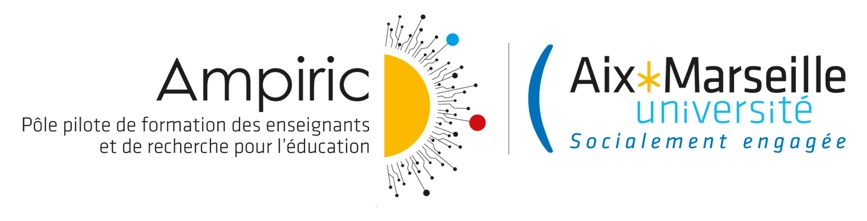 Ampiric
Pôle pilote de formation des enseignants
et de recherche pour l'éducation
Aix*Marseille
université
Socialement engagée